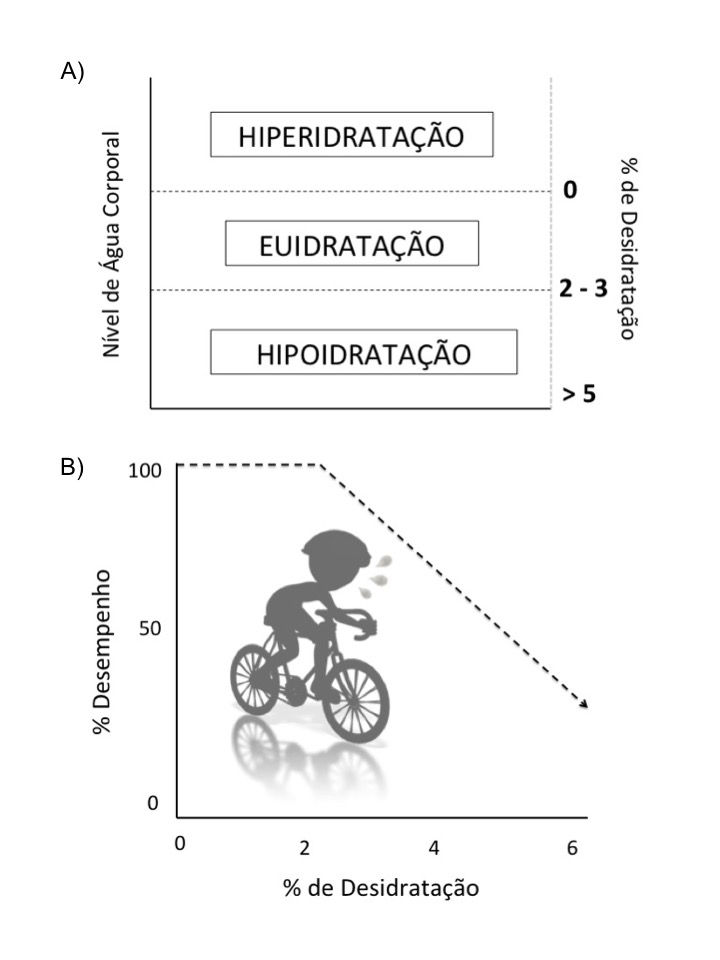 A)
Nível de Água Corporal
HIPERIDRATAÇÃO
0
EUIDRATAÇÃO
2 - 3
HIPOIDRATAÇÃO
> 5
% de Desidratação
B)
% Desempenho
100
50
0
0 2 4 6
% de Desidratação